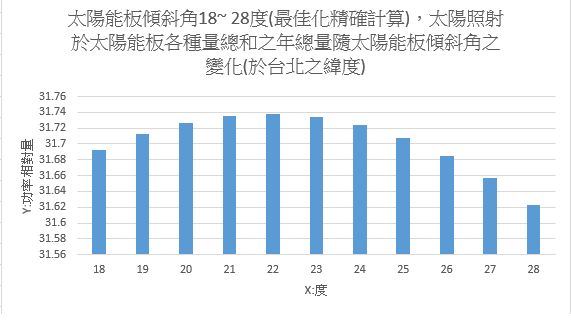 太陽能板傾斜角18~ 28度(最佳化精確計算)，太陽照射
於太陽能板各種量總和之年總量隨太陽能板傾斜角之
變化(於台北之緯度)
31.76
31.74
31.72
31.7
31.68
31.66
31.64
31.62
31.6
31.58
31.56
Y:功率相對量
18 19 20 21 22 23 24 25 26 27 28
X:度